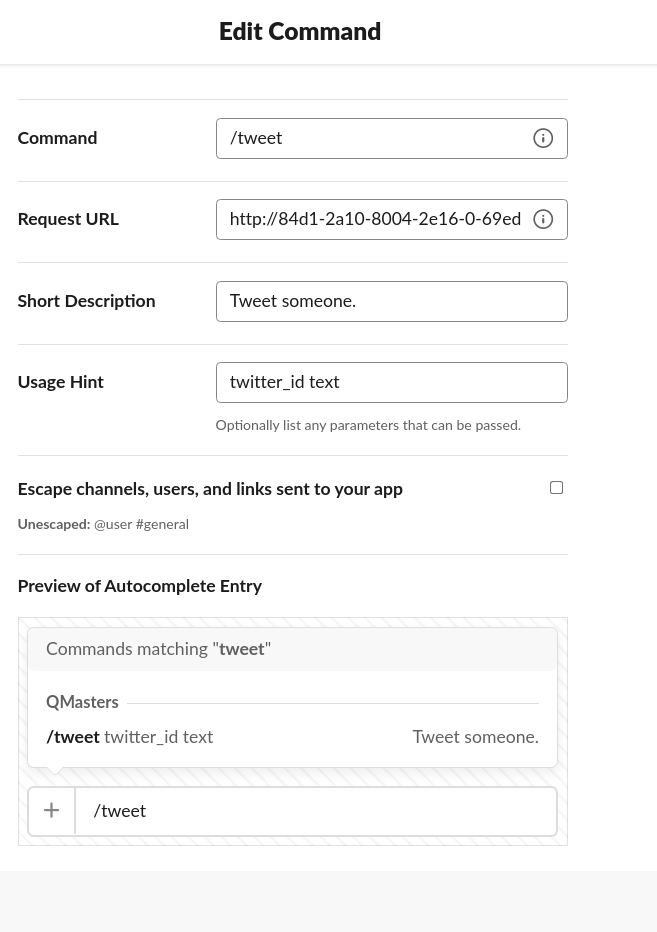 Edit Command
Command
/tweet
Request URL
http://84d1-2a10-8004-2e16-0-69ed
Short Description
Tweet someone.
Usage Hint
twitter_id text
Optionally list any parameters that can be passed.
Escape channels, users, and links sent to your app
Unescaped: @user #general
Preview of Autocomplete Entry
Commands matching "tweet"
QMasters
/tweet twitter_id text Tweet someone.
+ /tweet